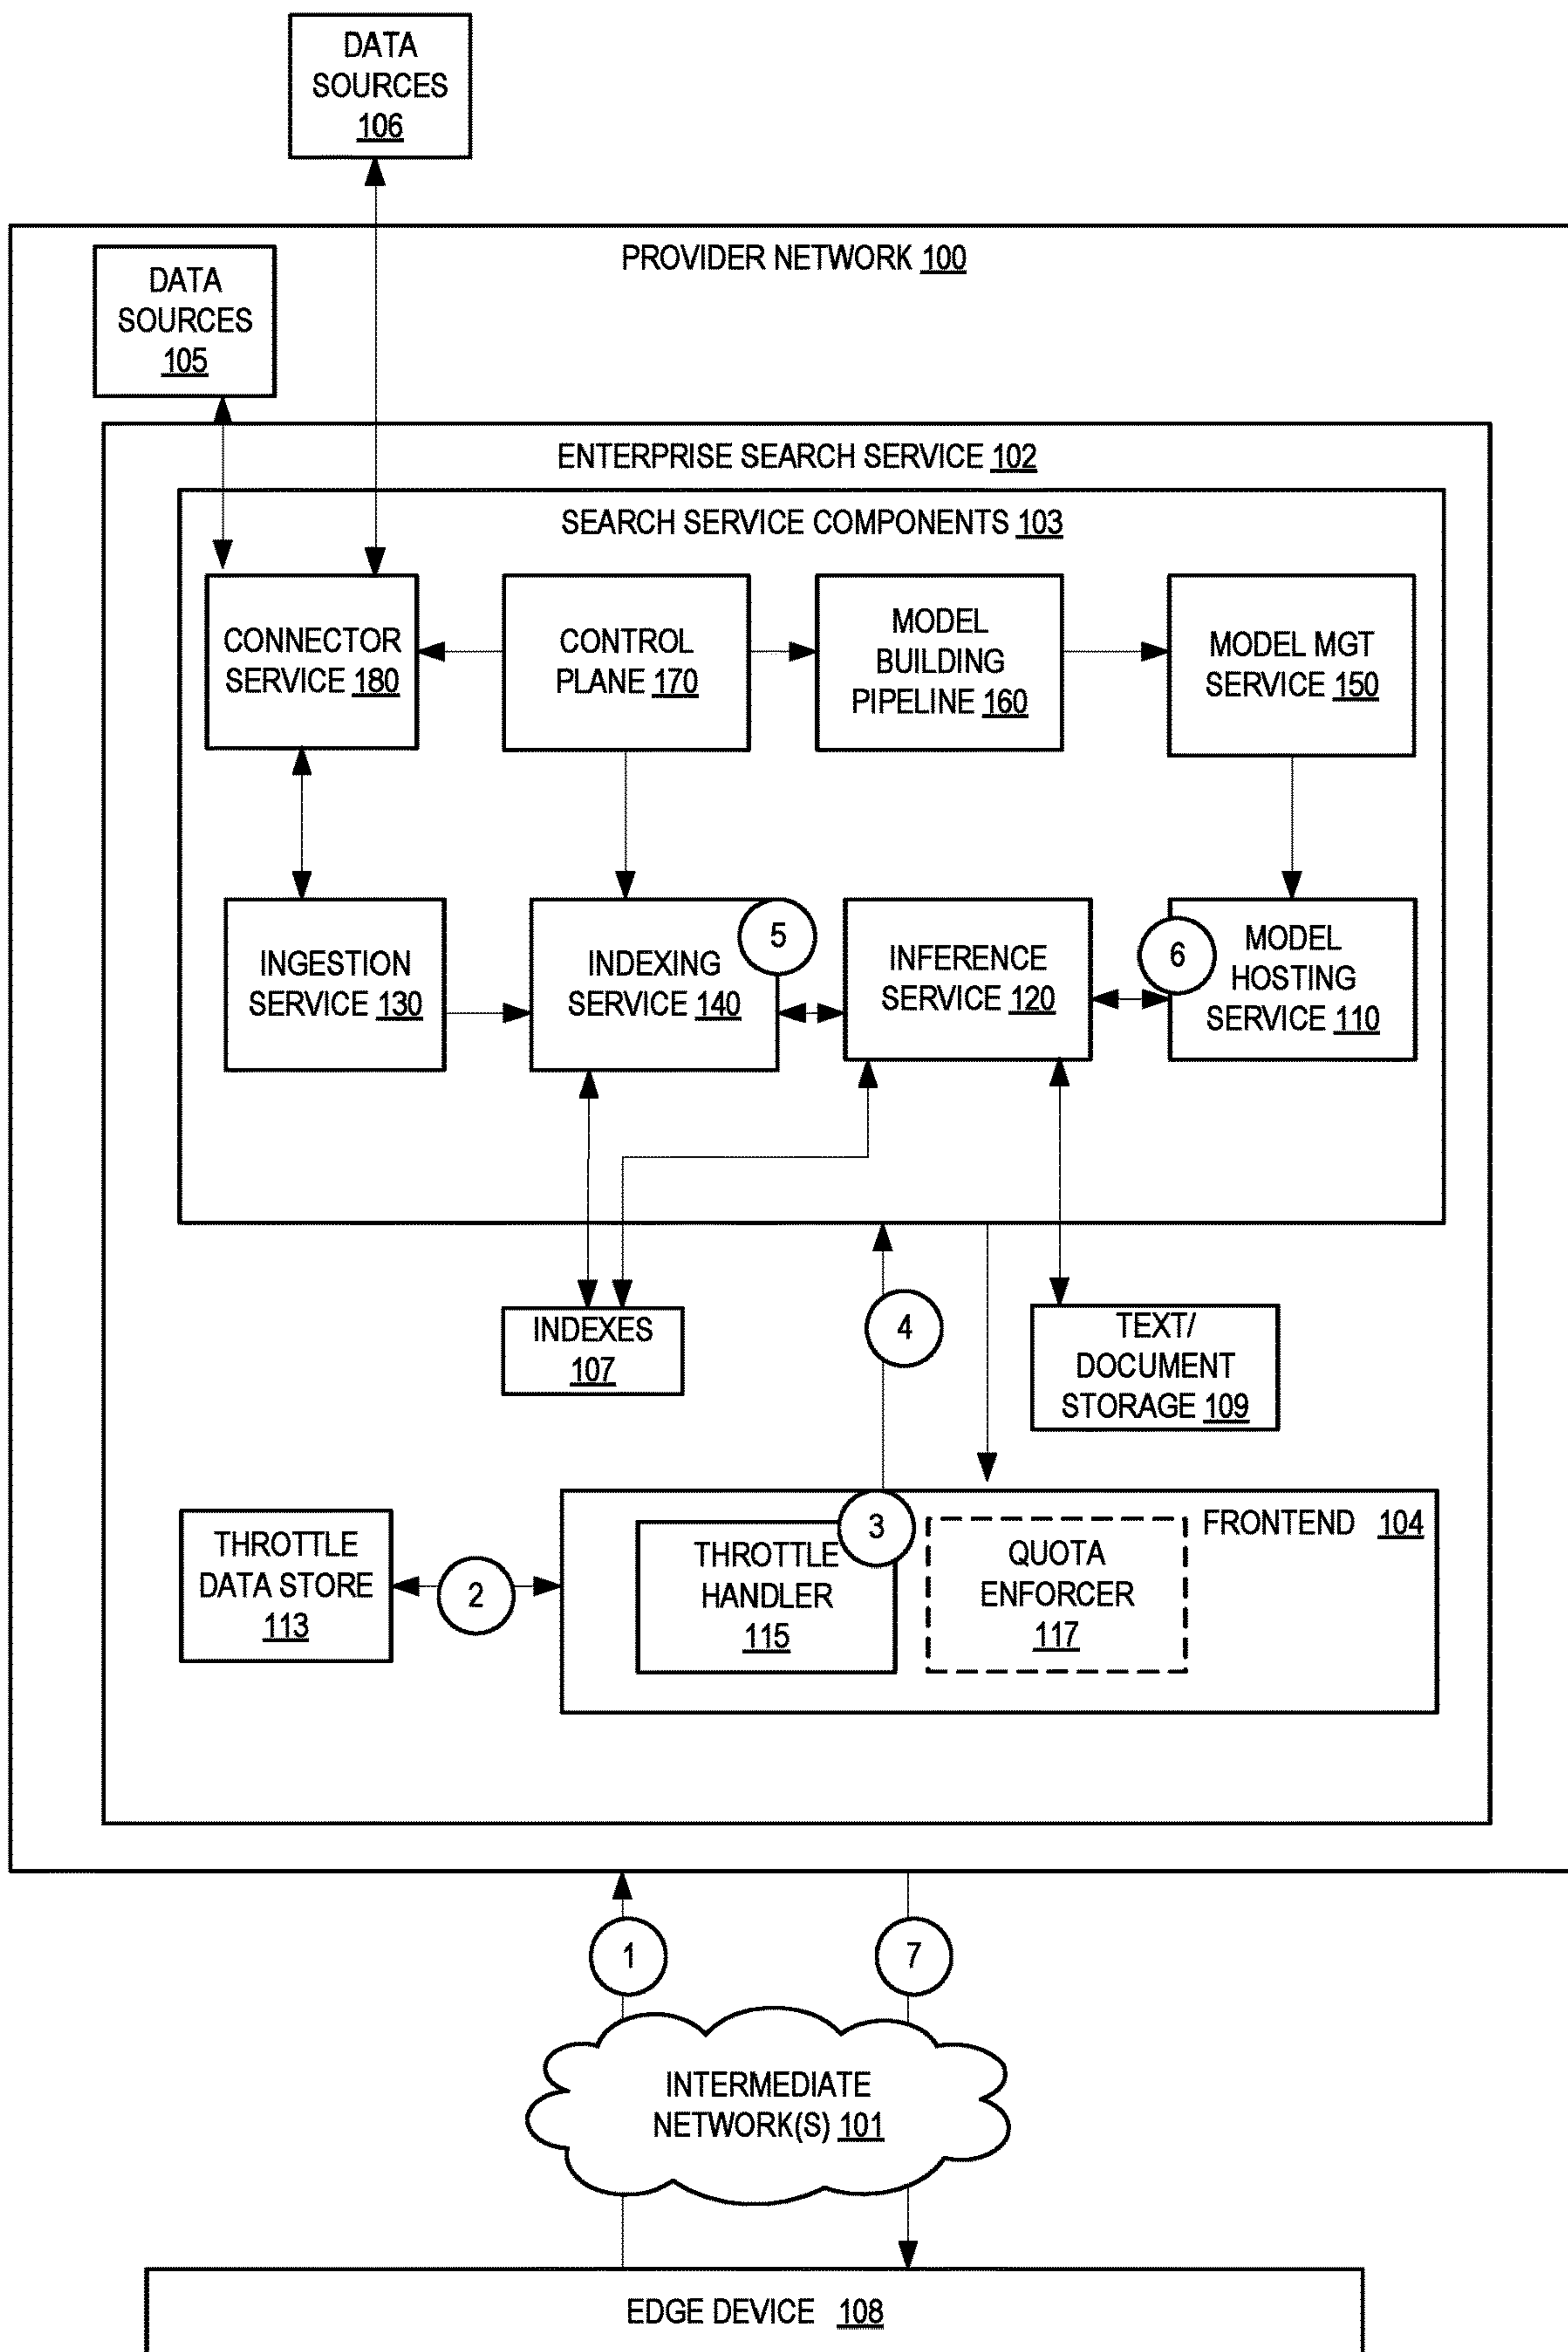 DATA
SOURCES
106
PROVIDER NETWORK 100
DATA
SOURCES
105
ENTERPRISE SEARCH SERVICE 102
SEARCH SERVICE COMPONENTS 103
CONNECTOR
SERVICE 180
CONTROL
PLANE 170
MODEL
BUILDING
PIPELINE 160
MODEL MGT
SERVICE 150
INGESTION
SERVICE 130
INDEXING
SERVICE 140
5
INFERENCE
SERVICE 120
6
MODEL
HOSTING
SERVICE 110
INDEXES
107
4
TEXT/
DOCUMENT
STORAGE 109
THROTTLE
DATA STORE
113
2
THROTTLE
HANDLER
115
3
QUOTA
ENFORCER
117
FRONTEND 104
1
7
INTERMEDIATE
NETWORK(S) 101
EDGE DEVICE 108